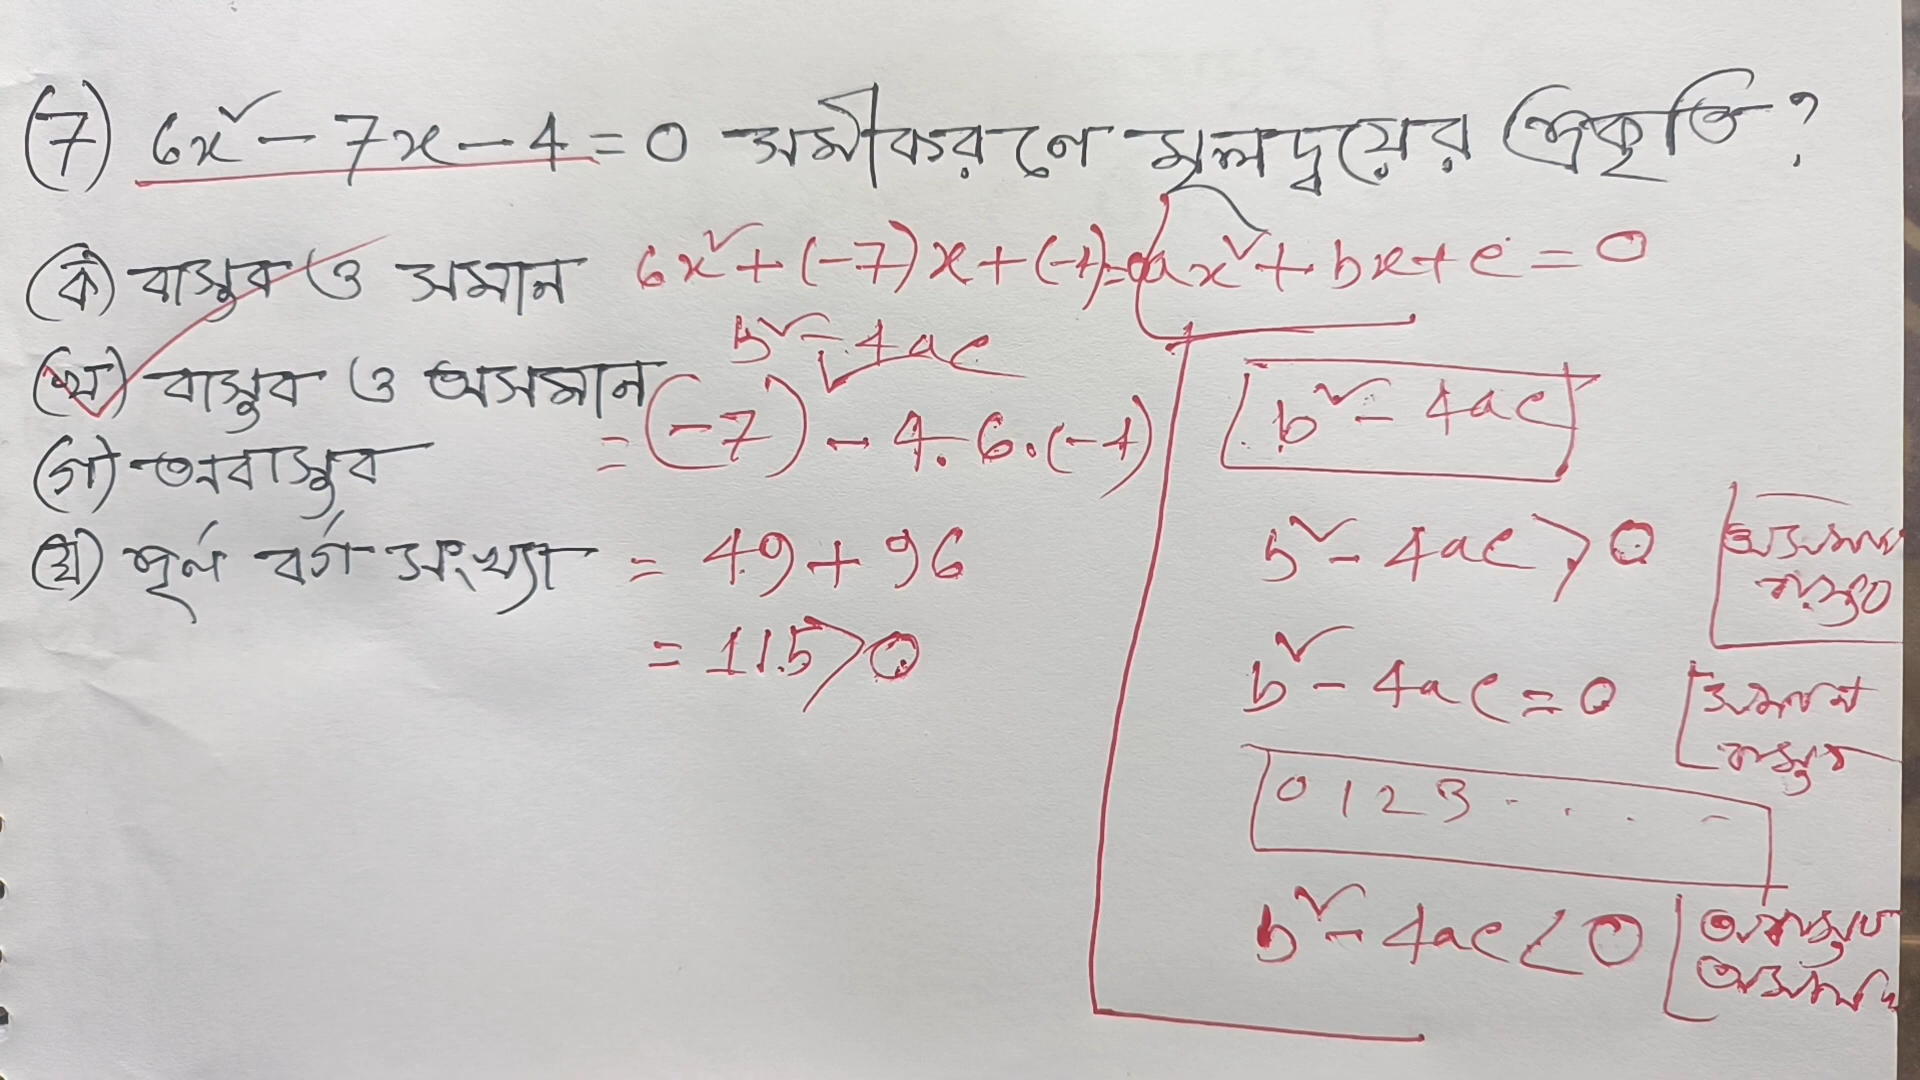 (7) 6x² - 7x - 4 = 0 সমীকরণে মূলদ্বয়ের প্রকৃতি?
(ক) বাস্তব ও সমান
(খ) বাস্তব ও অসমান
(গ) অবাস্তব
(ঘ) পূর্ণ বর্গ সংখ্যা
6x² + (-7)x + (-4) = 0
b² - 4ac
= (-7)² - 4.6.(-4)
= 49 + 96
= 115 > 0
ax² + bx + c = 0
b² - 4ac
b² - 4ac > 0 অসমান
বাস্তব
b² - 4ac = 0 সমান
বাস্তব
0 1 2 3 - . . . -
b² - 4ac < 0 অবাস্তব
অসমান